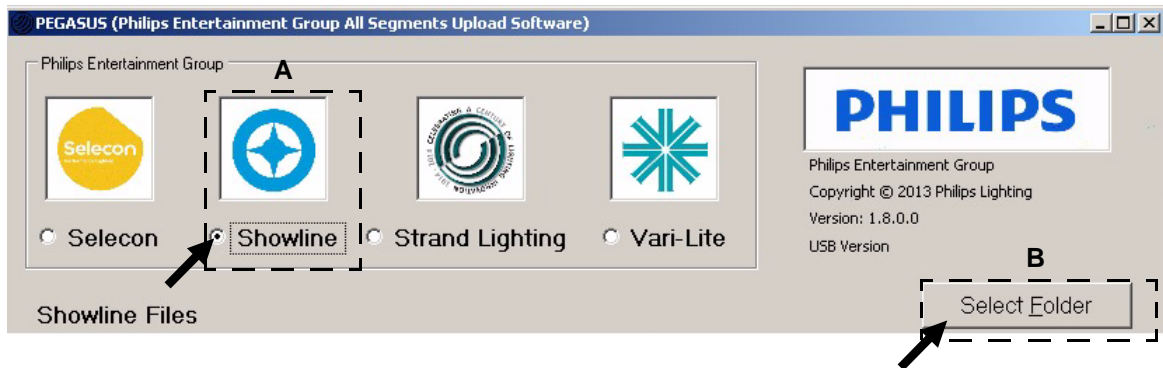 PEGASUS (Philips Entertainment Group All Segments Upload Software)
Philips Entertainment Group
A
Selecon
PHILIPS
Philips Entertainment Group
Copyright © 2013 Philips Lighting
Version: 1.8.0.0
USB Version
Selecon
Showline
Strand Lighting
Vari-Lite
B
Showline Files
Select Folder